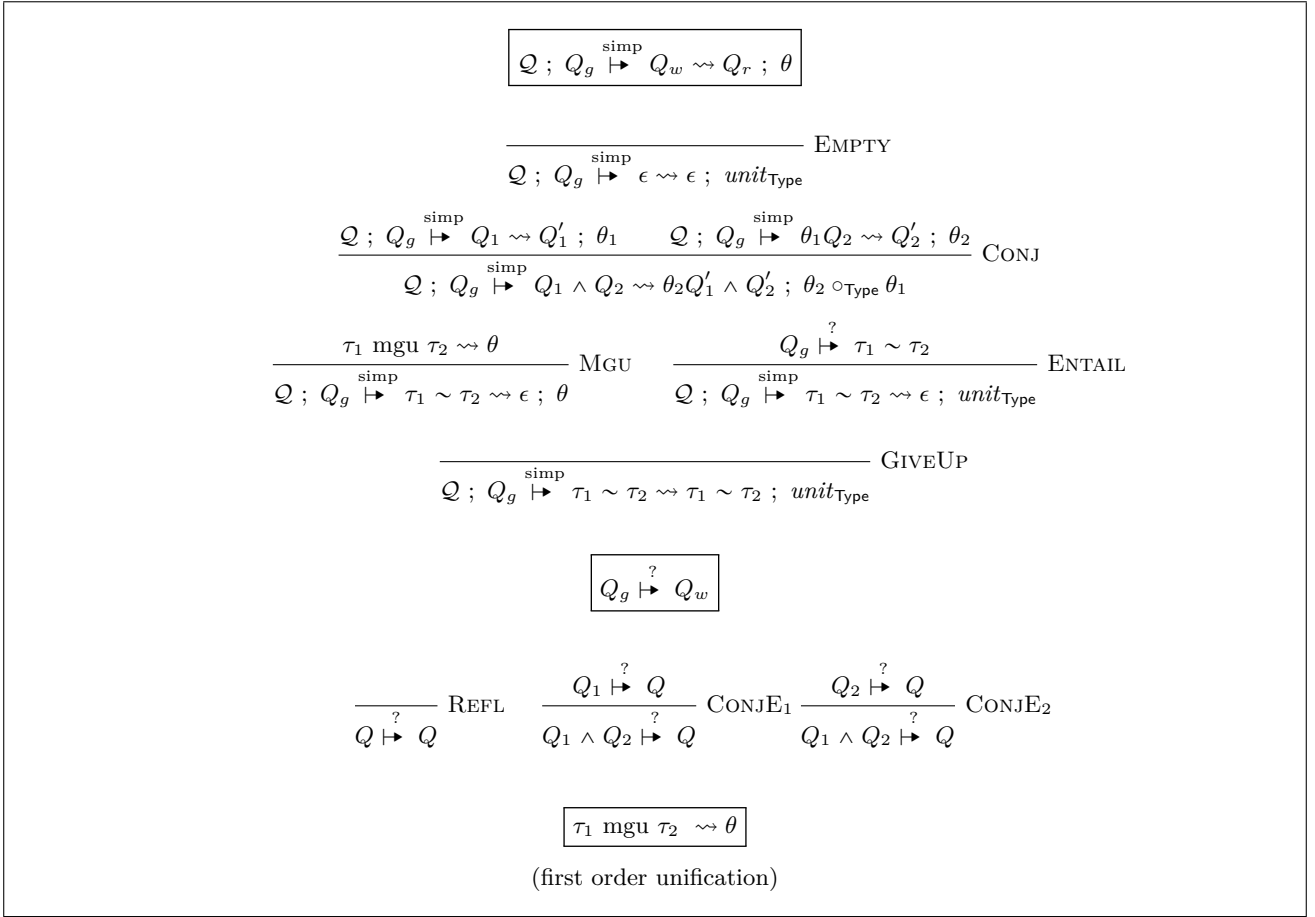 𝒬 ; Q_g ↦^simp Q_w ⇝ Q_r ; θ
EMPTY
𝒬 ; Q_g ↦^simp ϵ ⇝ ϵ ; unit_Type
𝒬 ; Q_g ↦^simp Q_1 ⇝ Q′_1 ; θ_1 𝒬 ; Q_g ↦^simp θ_1Q_2 ⇝ Q′_2 ; θ_2 CONJ
𝒬 ; Q_g ↦^simp Q_1 ∧ Q_2 ⇝ θ_2Q′_1 ∧ Q′_2 ; θ_2 ∘_Type θ_1
τ_1 mgu τ_2 ⇝ θ MGU Q_g ↦^? τ_1 ∼ τ_2 ENTAIL
𝒬 ; Q_g ↦^simp τ_1 ∼ τ_2 ⇝ ϵ ; θ 𝒬 ; Q_g ↦^simp τ_1 ∼ τ_2 ⇝ ϵ ; unit_Type
GIVEUP
𝒬 ; Q_g ↦^simp τ_1 ∼ τ_2 ⇝ τ_1 ∼ τ_2 ; unit_Type
Q_g ↦^? Q_w
REFL Q_1 ↦^? Q CONJE_1 Q_2 ↦^? Q CONJE_2
Q ↦^? Q Q_1 ∧ Q_2 ↦^? Q Q_1 ∧ Q_2 ↦^? Q
τ_1 mgu τ_2 ⇝ θ
(first order unification)